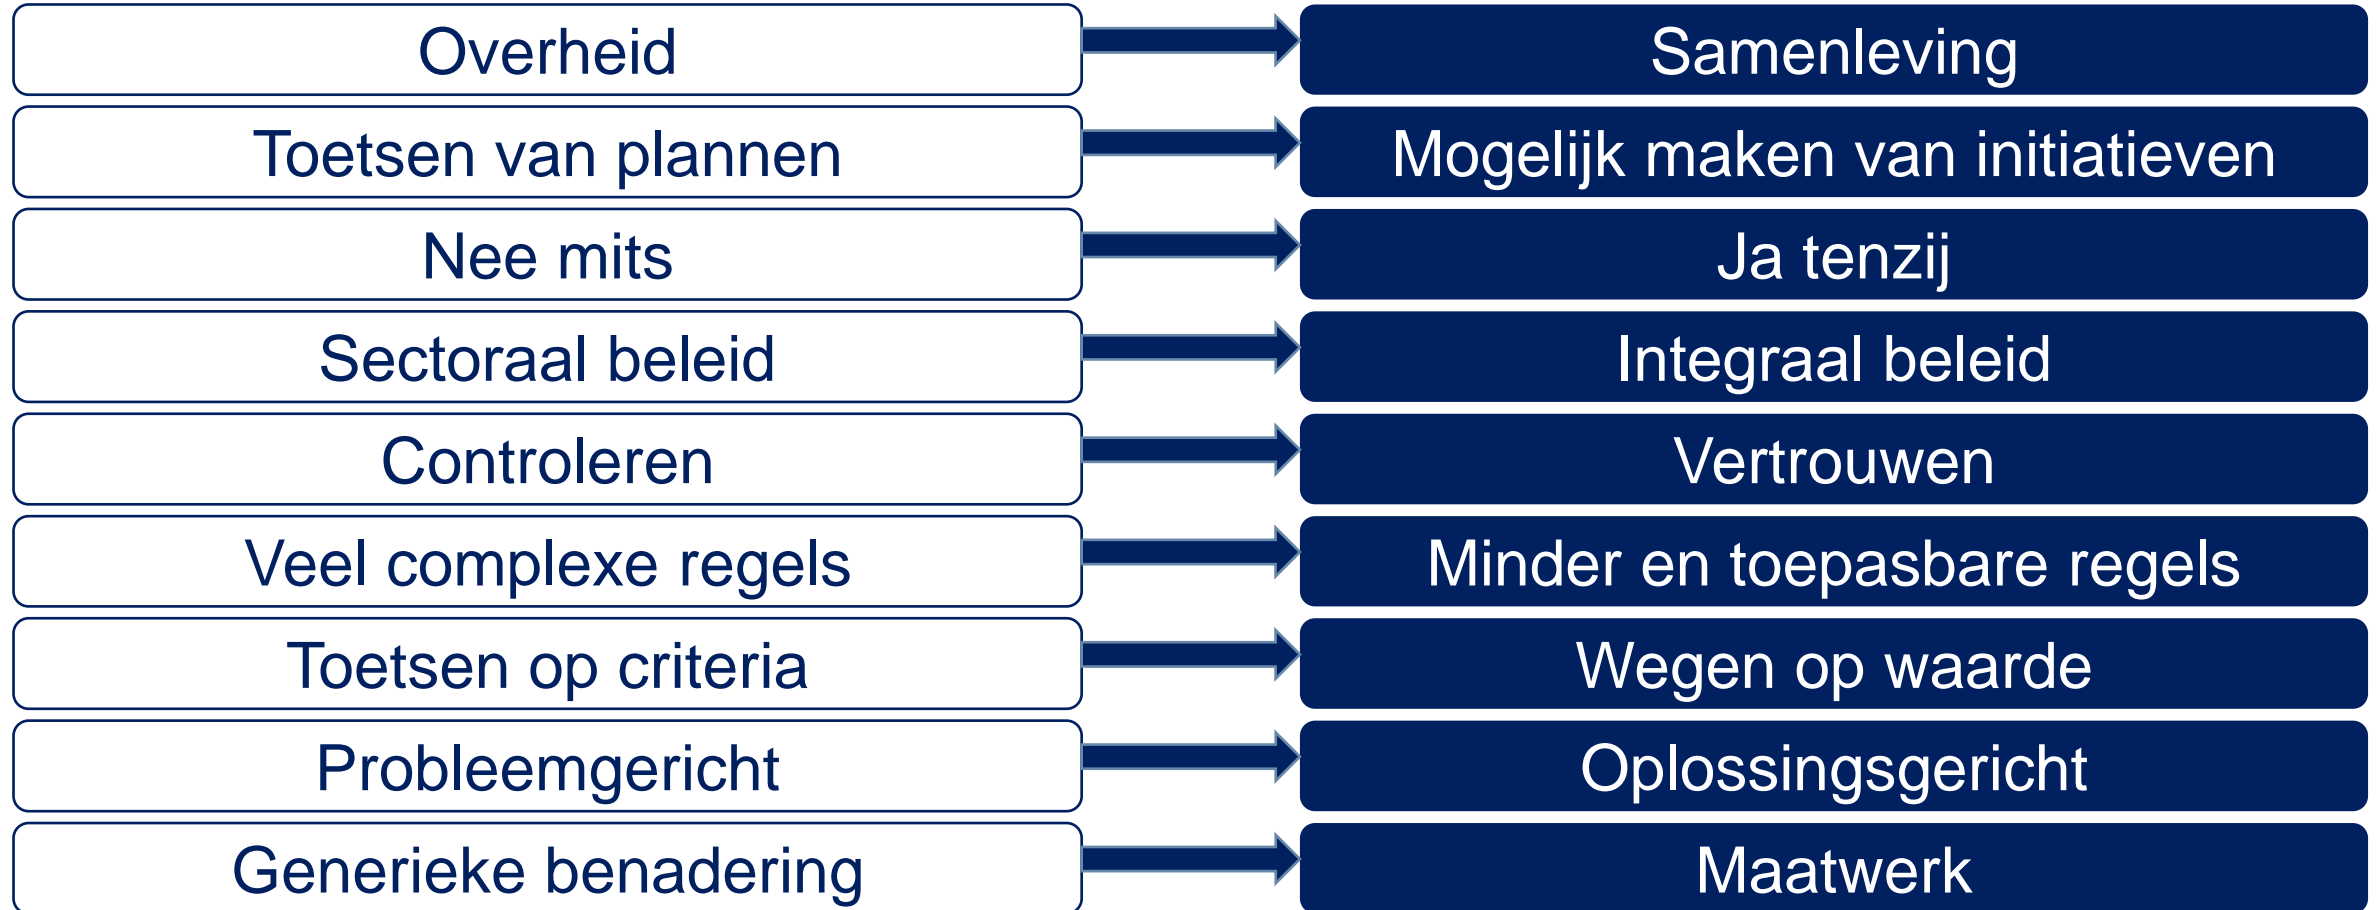 Overheid
Samenleving
Toetsen van plannen
Mogelijk maken van initiatieven
Nee mits
Ja tenzij
Sectoraal beleid
Integraal beleid
Controleren
Vertrouwen
Veel complexe regels
Minder en toepasbare regels
Toetsen op criteria
Wegen op waarde
Probleemgericht
Oplossingsgericht
Generieke benadering
Maatwerk